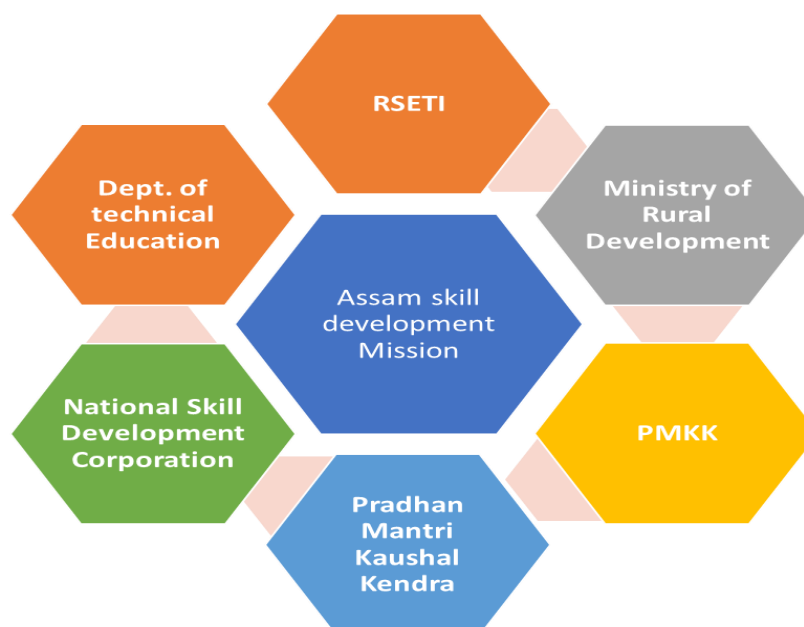 RSETI
Ministry of
Rural
Development
PMKK
Pradhan
Mantri
Kaushal
Kendra
National Skill
Development
Corporation
Dept. of
technical
Education
Assam skill
development
Mission